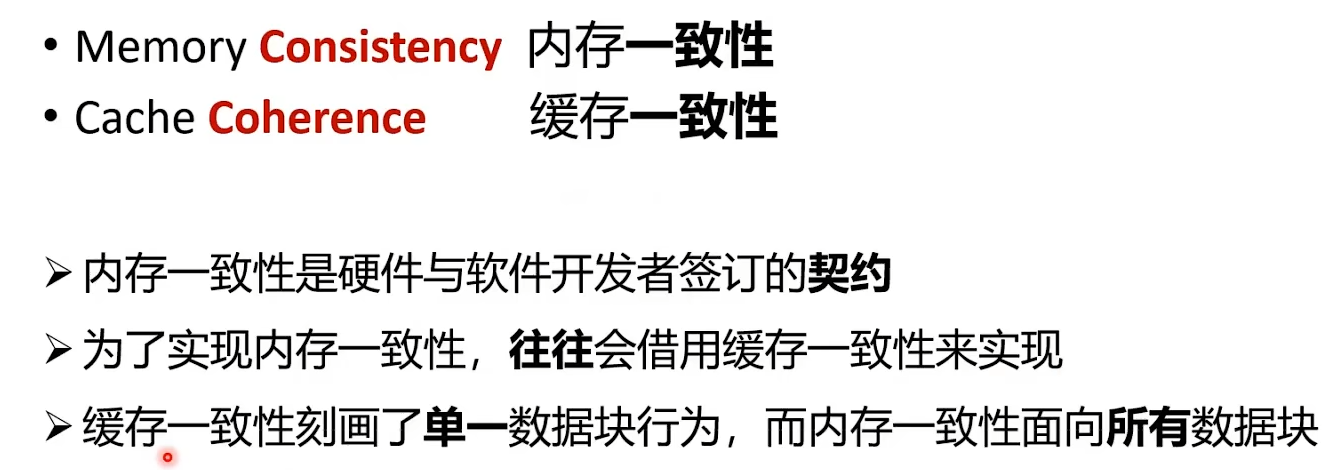 • Memory Consistency 内存一致性
• Cache Coherence 缓存一致性
➢ 内存一致性是硬件与软件开发者签订的契约
➢ 为了实现内存一致性，往往会借用缓存一致性来实现
➢ 缓存一致性刻画了单一数据块行为，而内存一致性面向所有数据块